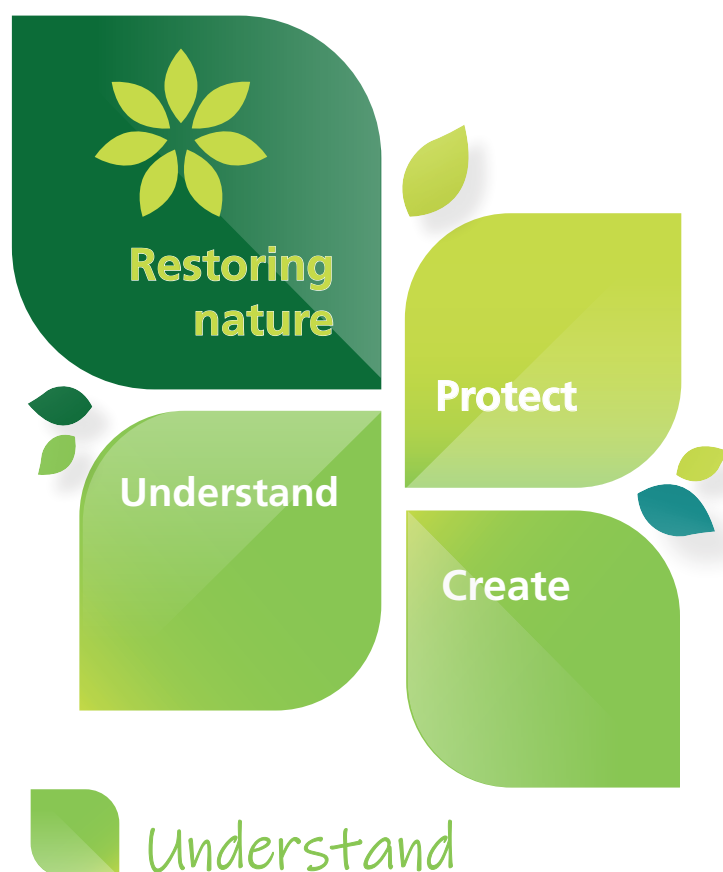 Restoring
nature
Protect
Understand
Create
Understand